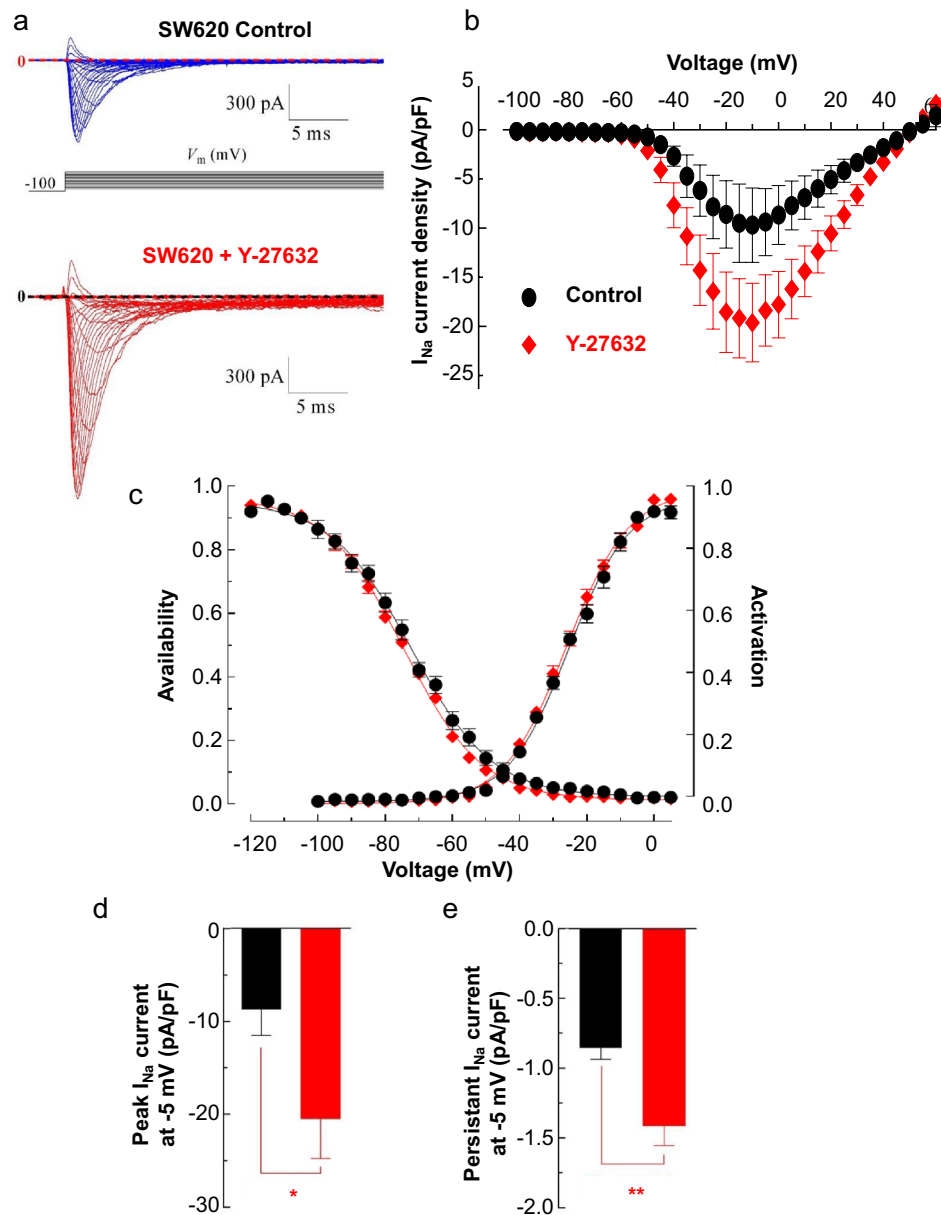 a
SW620 Control
0
300 pA
5 ms
Vm (mV)
-100
SW620 + Y-27632
0
300 pA
5 ms
b
Voltage (mV)
-100 -80 -60 -40 -20 0 20 40
5
0
-5
-10
-15
-20
-25
INa current density (pA/pF)
Control
Y-27632
c
1.0
0.8
0.6
0.4
0.2
0.0
Availability
1.0
0.8
0.6
0.4
0.2
0.0
Activation
-120 -100 -80 -60 -40 -20 0
Voltage (mV)
d
0
-10
-20
-30
Peak INa current
at -5 mV (pA/pF)
*
e
0.0
-0.5
-1.0
-1.5
-2.0
Persistant INa current
at -5 mV (pA/pF)
**